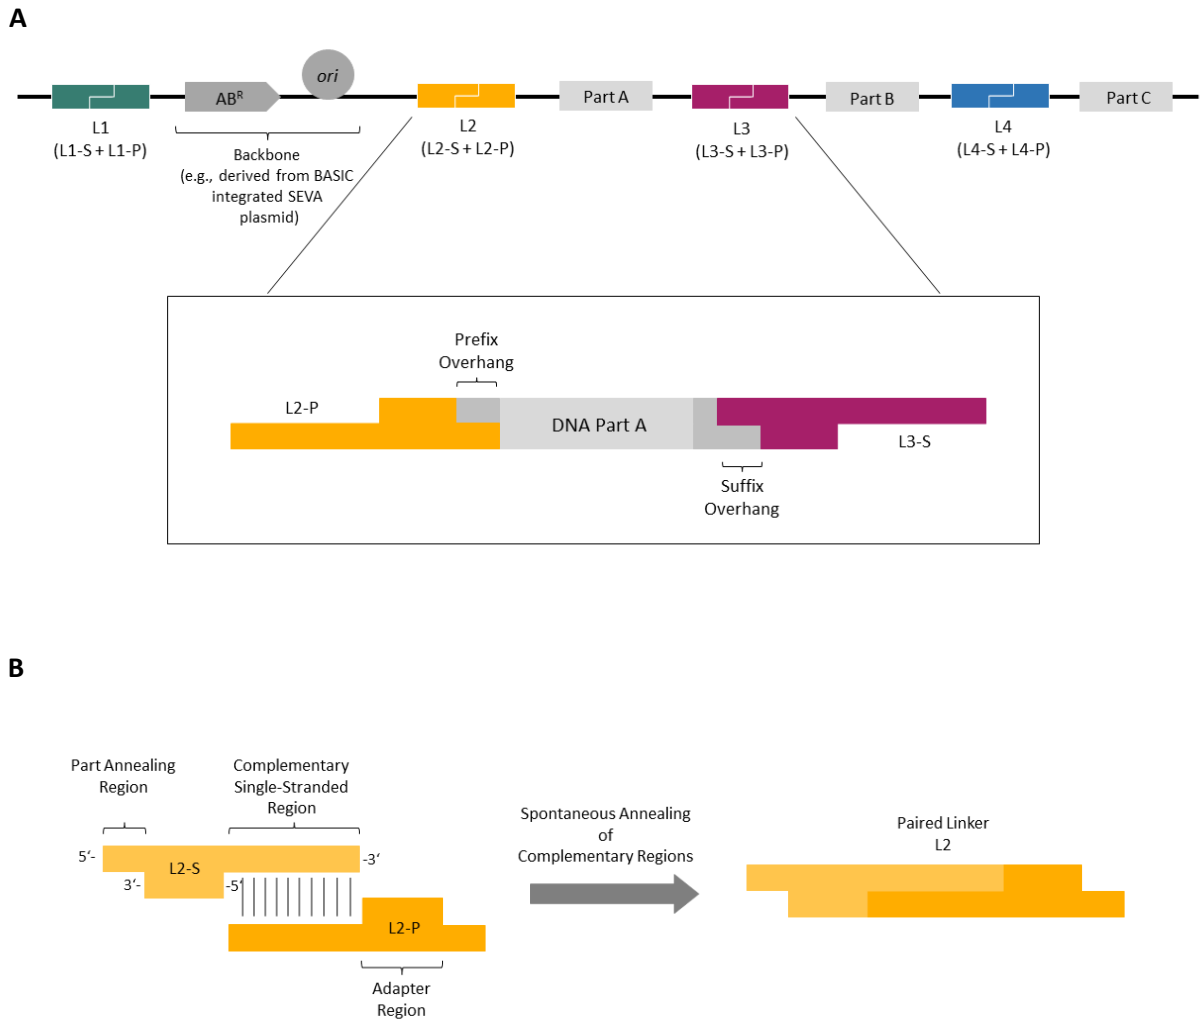 A
AB^R
ori
Part A
Part B
Part C
L1
(L1-S + L1-P)
L2
(L2-S + L2-P)
L3
(L3-S + L3-P)
L4
(L4-S + L4-P)
Backbone
(e.g., derived from BASIC
integrated SEVA
plasmid)
Prefix
Overhang
L2-P
DNA Part A
L3-S
Suffix
Overhang
B
Part Annealing
Region
Complementary
Single-Stranded
Region
5‘-
L2-S
-3‘
3‘-
-5‘
L2-P
Adapter
Region
Spontaneous Annealing
of
Complementary Regions
Paired Linker
L2